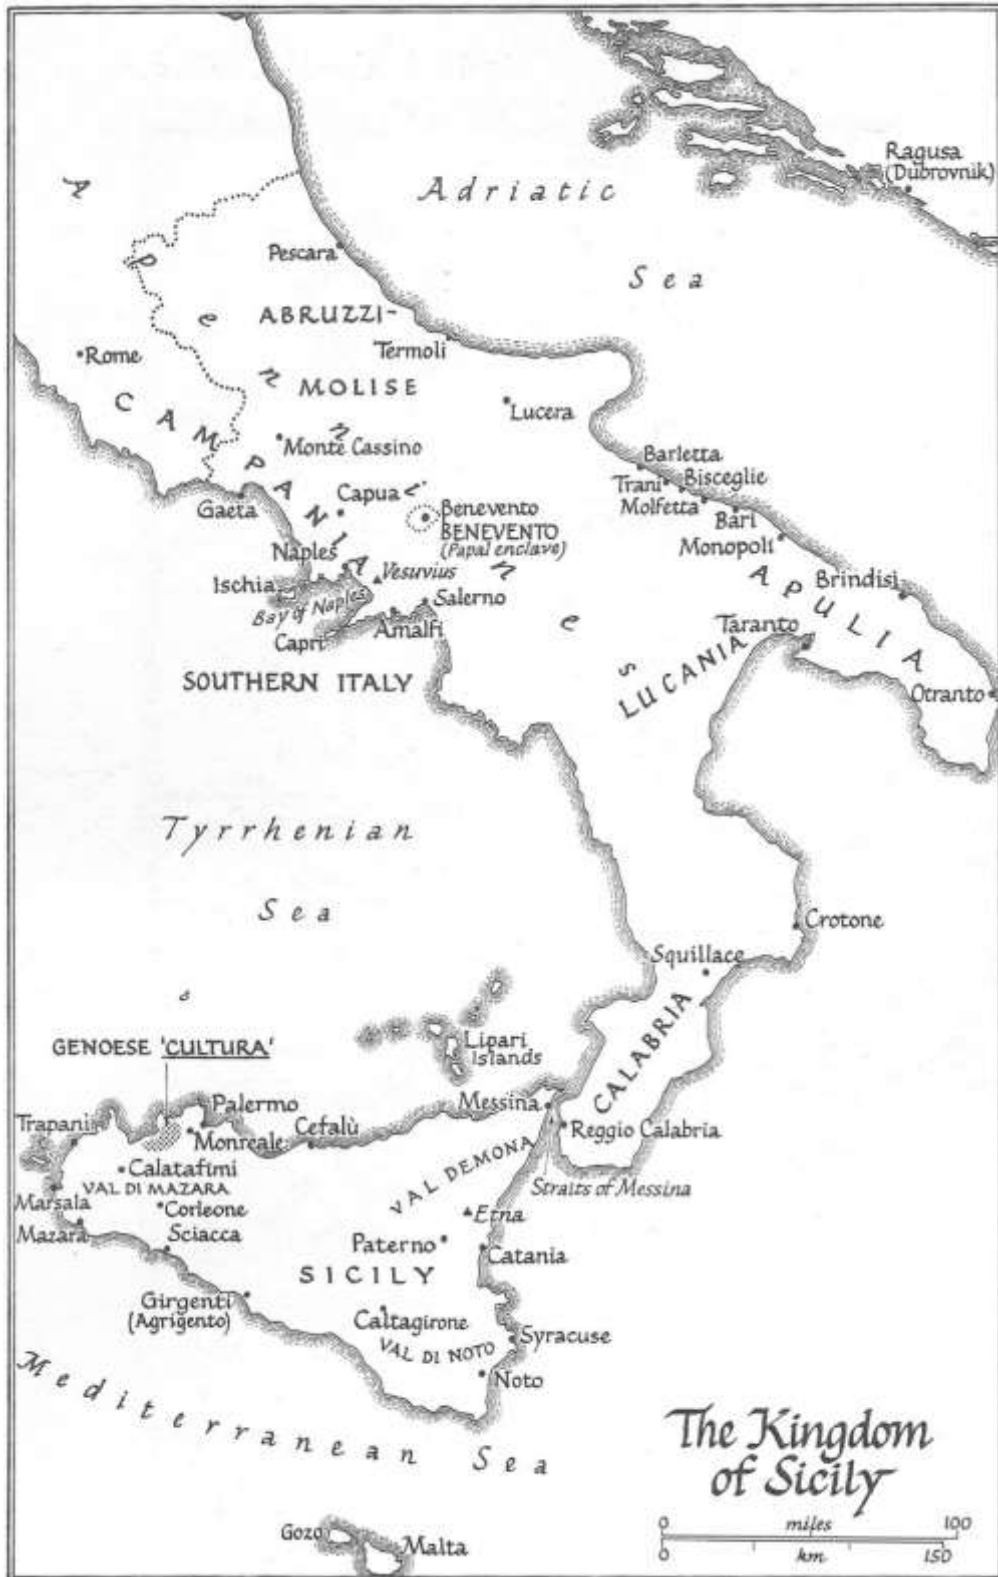 Ragusa
(Dubrovnik)
Adriatic
Sea
Apennines
Pescara
ABRUZZI-
MOLISE
Termoli
Rome
CAMPANIA
Lucera
Monte Cassino
Barletta
Trani
Bisceglie
Molfetta
Bari
Monopoli
Gaeta
Capua
Benevento
BENEVENTO
(Papal enclave)
Naples
Vesuvius
Ischia
Bay of Naples
Salerno
Capri
Amalfi
Brindisi
APULIA
Taranto
LUCANIA
Otranto
SOUTHERN ITALY
Tyrrhenian
Sea
Crotone
Squillace
CALABRIA
Lipari
Islands
GENOESE 'CULTURA'
Messina
Reggio Calabria
Straits of Messina
Trapani
Palermo
Monreale
Cefalù
Calatafimi
VAL DI MAZARA
VAL DEMONA
Marsala
Corleone
Mazara
Sciacca
Etna
Paterno
Catania
SICILY
Girgenti
(Agrigento)
Caltagirone
VAL DI NOTO
Syracuse
Noto
Mediterranean Sea
Gozo
Malta
The Kingdom
of Sicily
0 miles 100
0 km 150